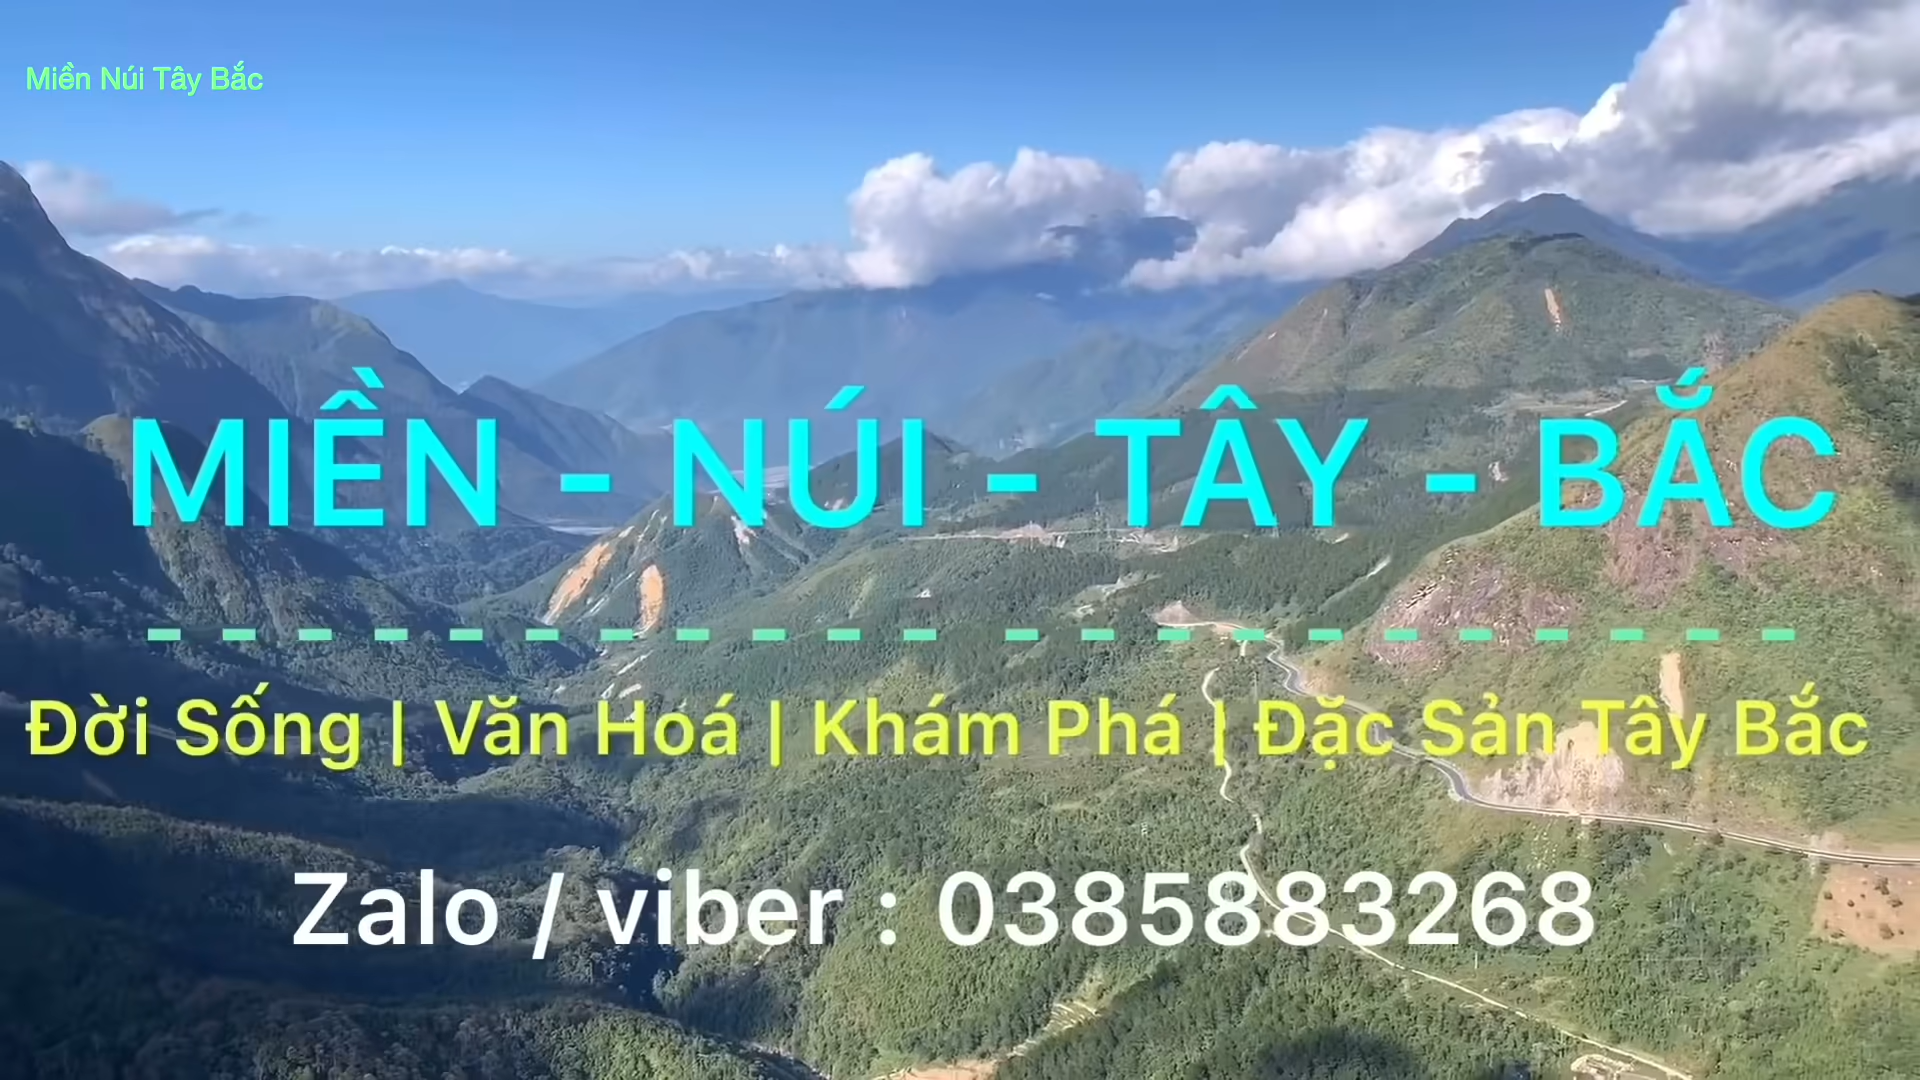 Miền Núi Tây Bắc
MIỀN - NÚI - TÂY - BẮC
- - - - - - - - - - - - - - - - - - - - - -
Đời Sống | Văn Hoá | Khám Phá | Đặc Sản Tây Bắc
Zalo / viber : 0385883268